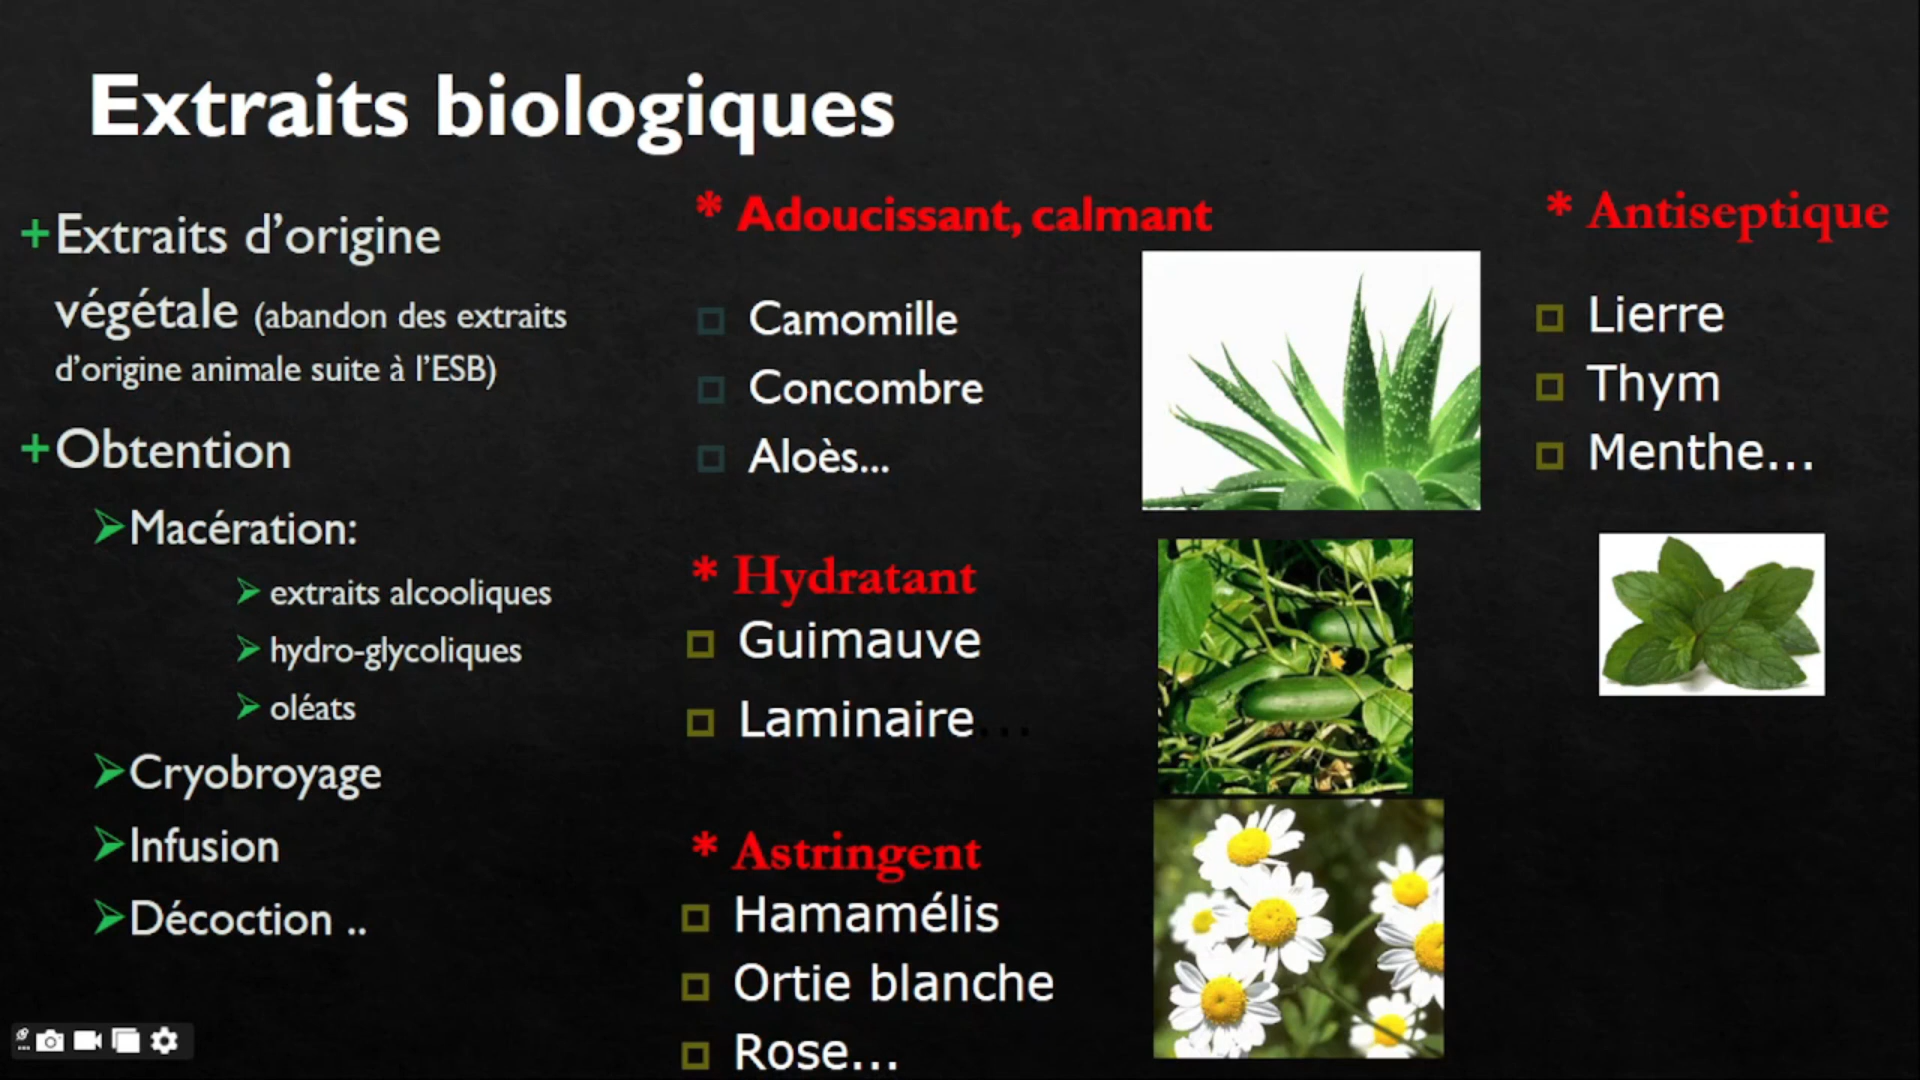 Extraits biologiques
+Extraits d’origine
végétale (abandon des extraits
d’origine animale suite à l’ESB)
+Obtention
Macération:
extraits alcooliques
hydro-glycoliques
oléats
Cryobroyage
Infusion
Décoction ..
* Adoucissant, calmant
Camomille
Concombre
Aloès...
* Hydratant
Guimauve
Laminaire...
* Astringent
Hamamélis
Ortie blanche
Rose...
* Antiseptique
Lierre
Thym
Menthe...